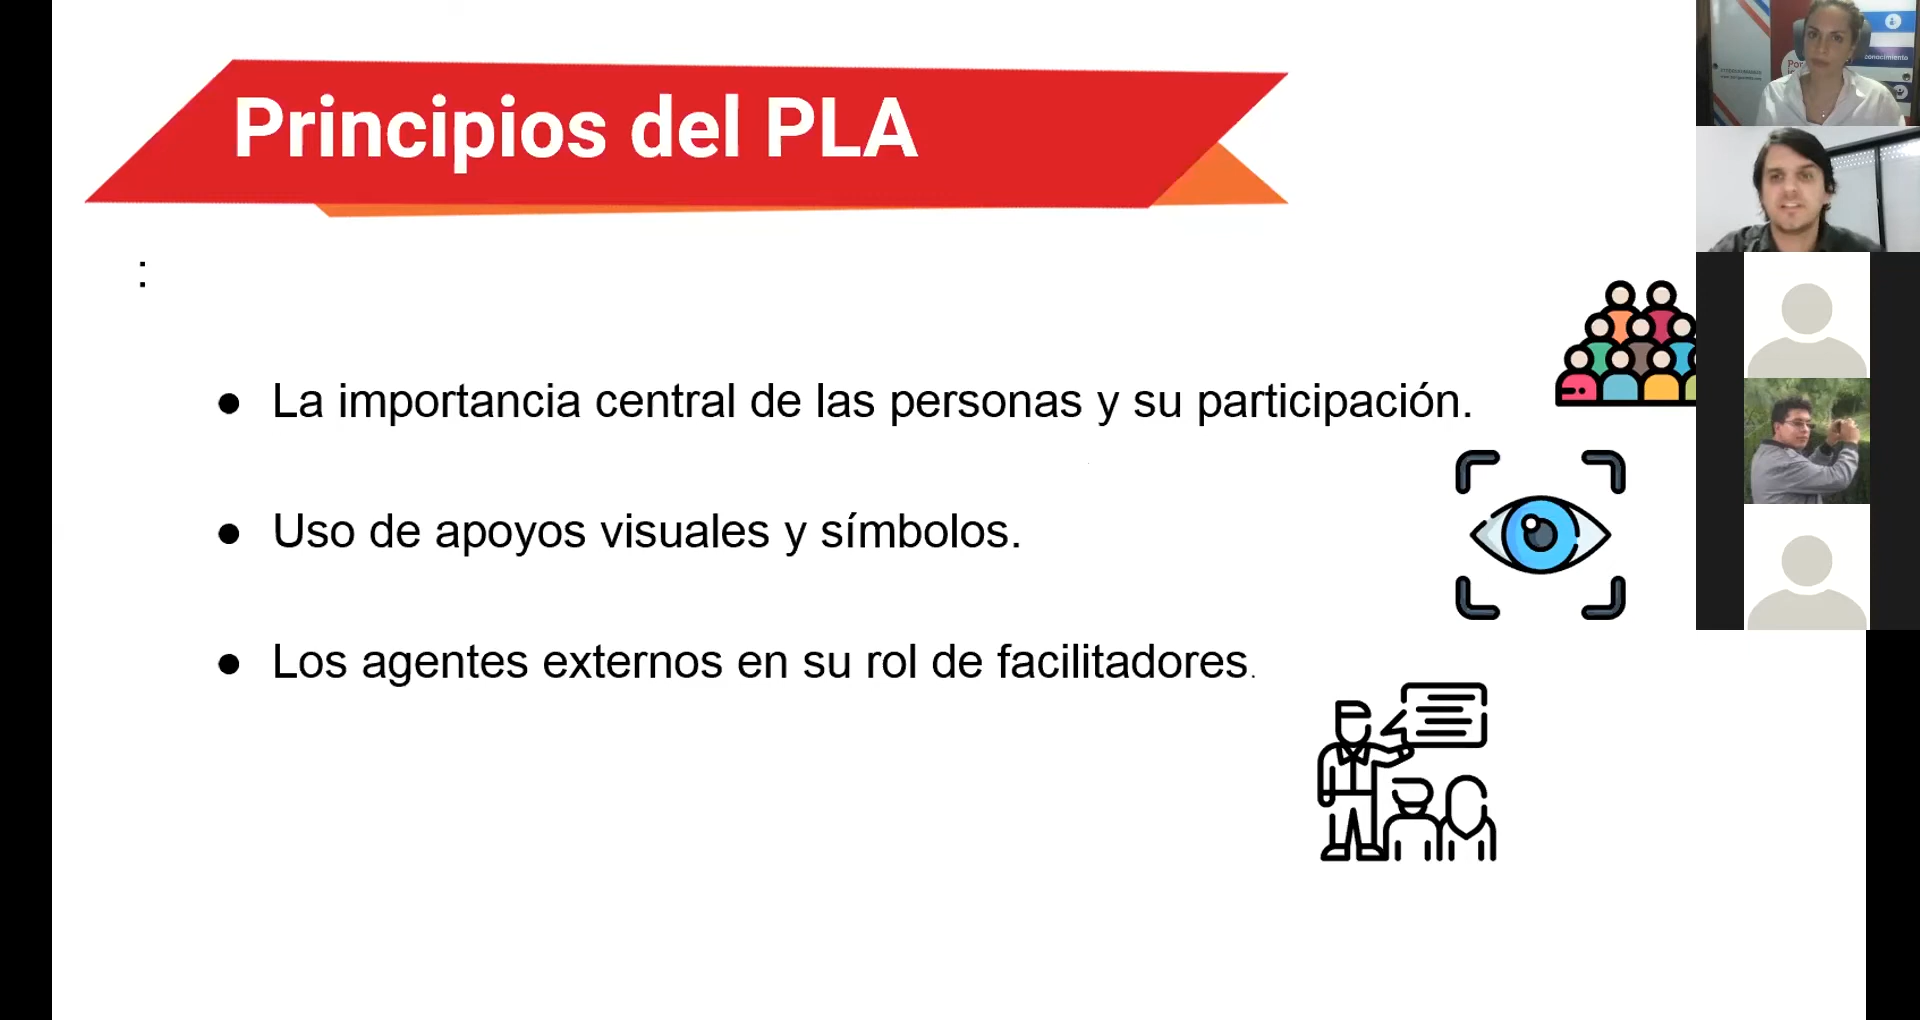 Principios del PLA
:
● La importancia central de las personas y su participación.
● Uso de apoyos visuales y símbolos.
● Los agentes externos en su rol de facilitadores.
conocimiento